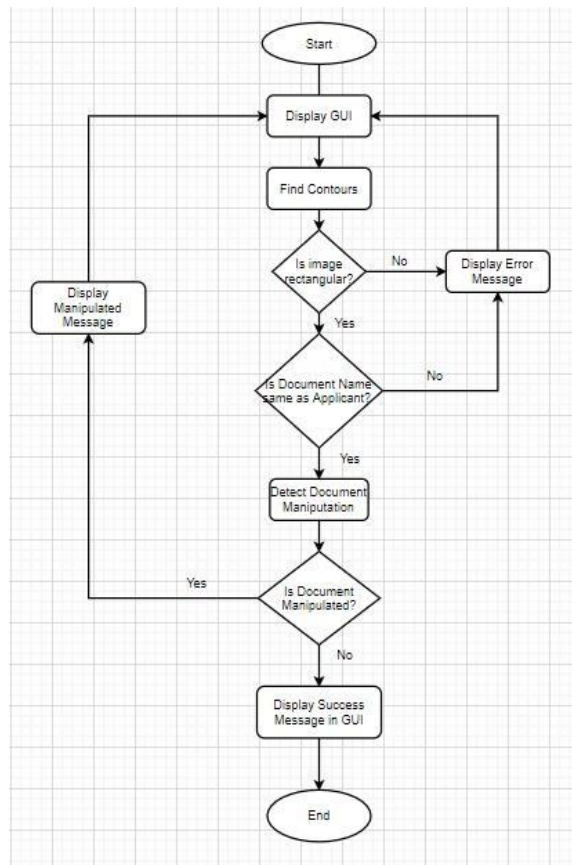 Start
Display GUI
Find Contours
Is image
rectangular?
No
Display Error
Message
Display
Manipulated
Message
Yes
Is Document Name
same as Applicant?
No
Yes
Detect Document
Maniputation
Yes
Is Document
Manipulated?
No
Display Success
Message in GUI
End